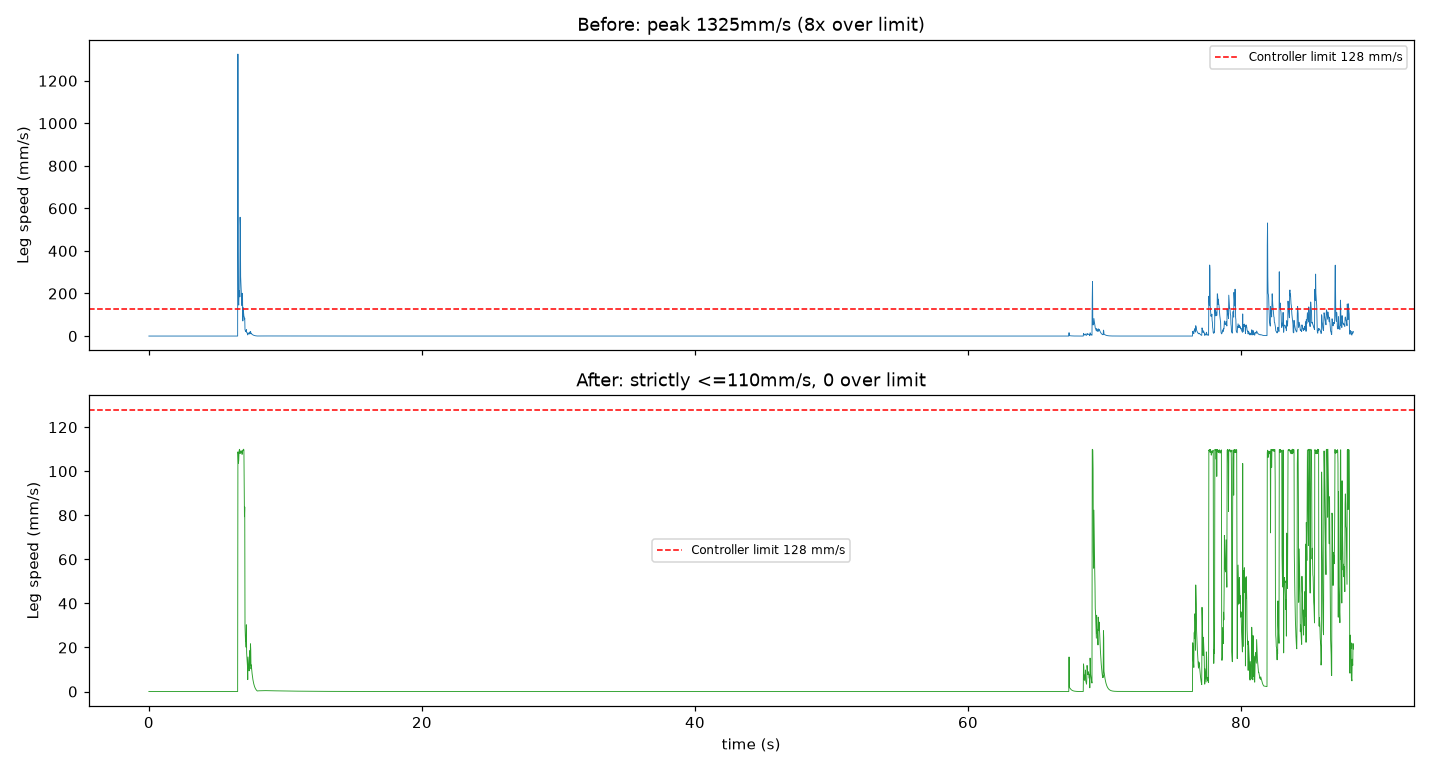 Before: peak 1325mm/s (8x over limit)
Controller limit 128 mm/s
Leg speed (mm/s)
1200
1000
800
600
400
200
0
After: strictly <=110mm/s, 0 over limit
Controller limit 128 mm/s
Leg speed (mm/s)
120
100
80
60
40
20
0
0 20 40 60 80
time (s)